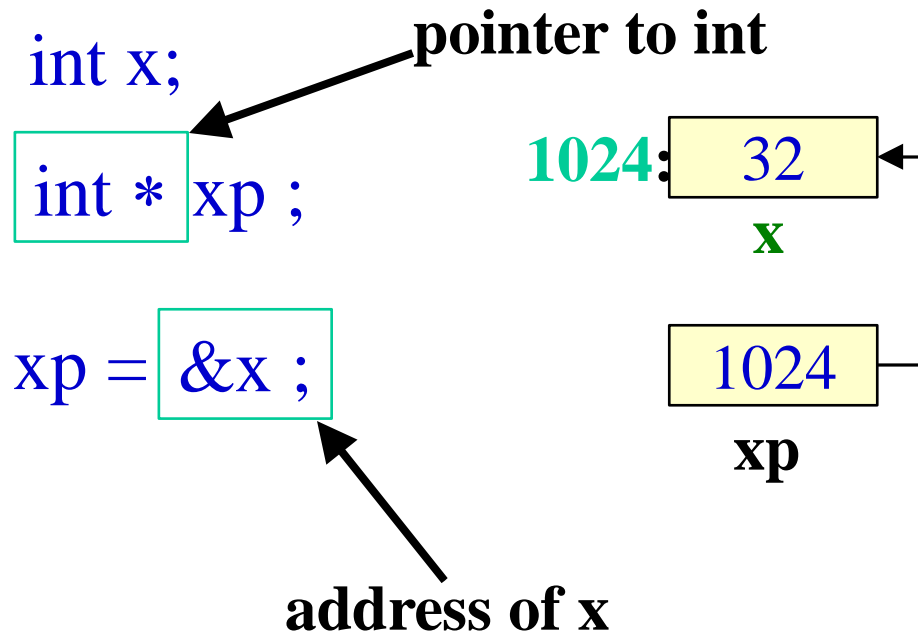 pointer to int
int x;
int * xp ;
xp = &x ;
address of x
1024: 32
x
1024
xp